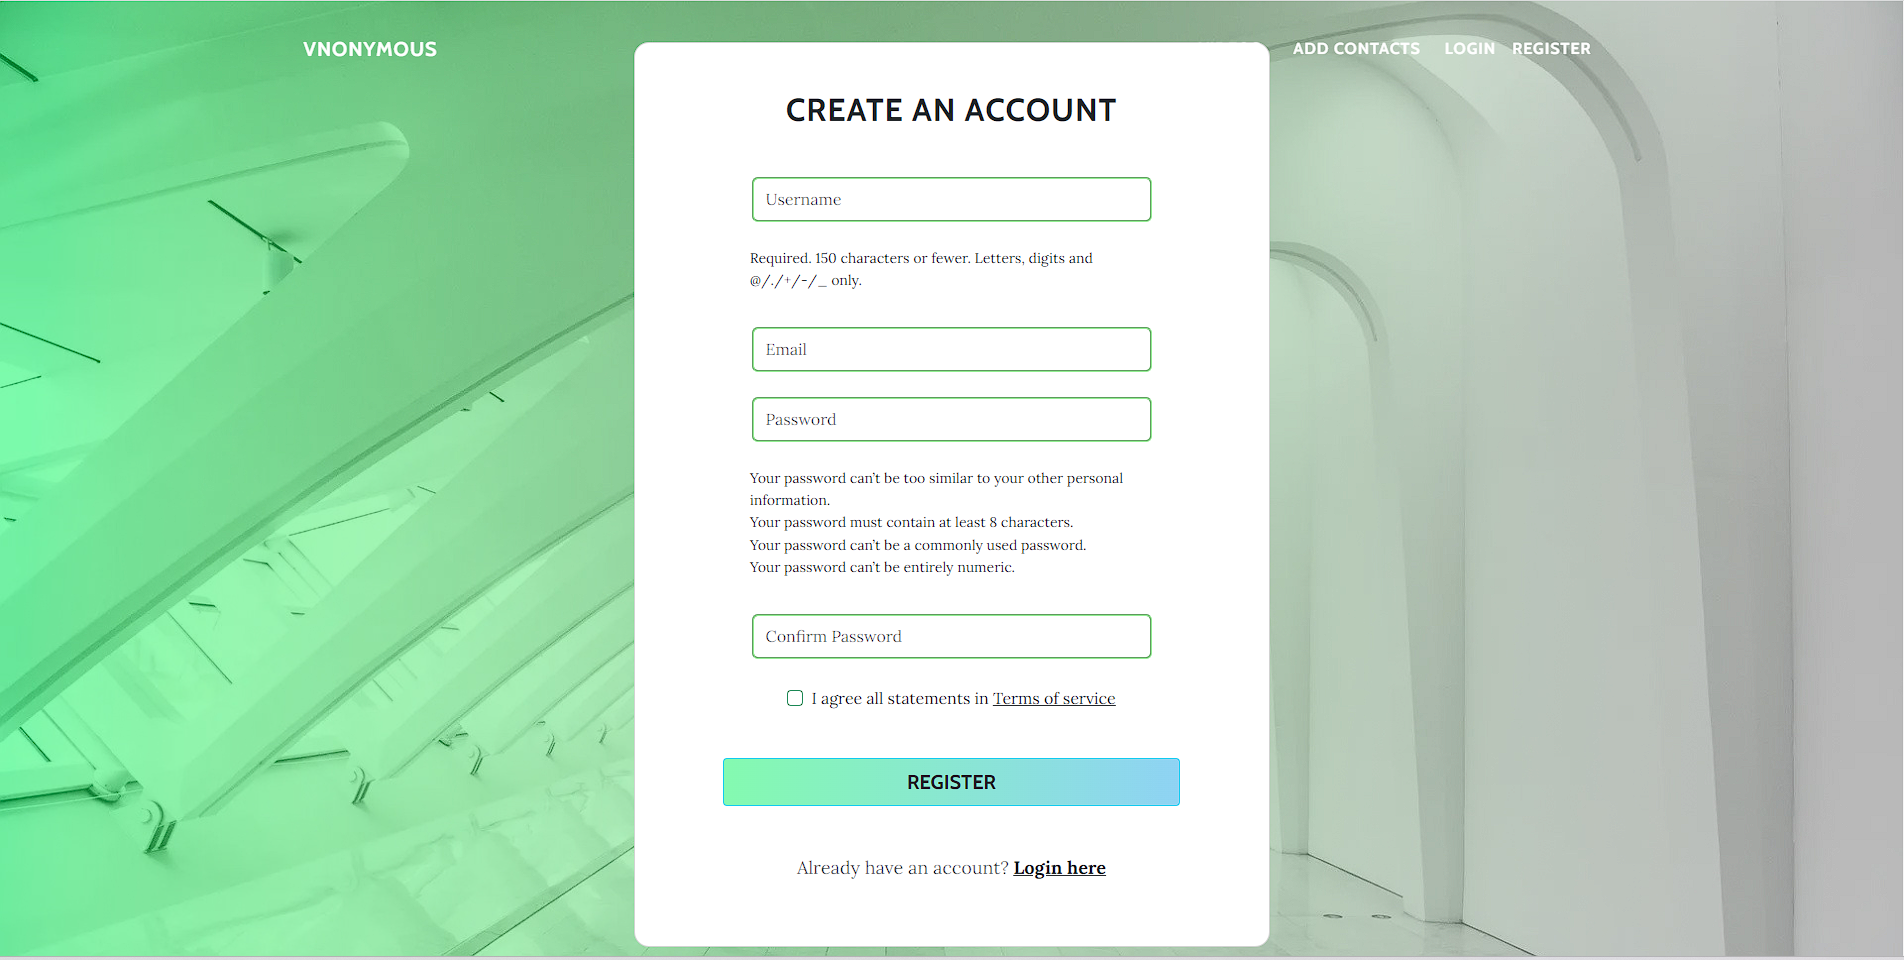 VNONYMOUS
ADD CONTACTS LOGIN REGISTER
CREATE AN ACCOUNT
Username
Required. 150 characters or fewer. Letters, digits and
@/./+/-/_ only.
Email
Password
Your password can't be too similar to your other personal
information.
Your password must contain at least 8 characters.
Your password can't be a commonly used password.
Your password can't be entirely numeric.
Confirm Password
I agree all statements in Terms of service
REGISTER
Already have an account? Login here